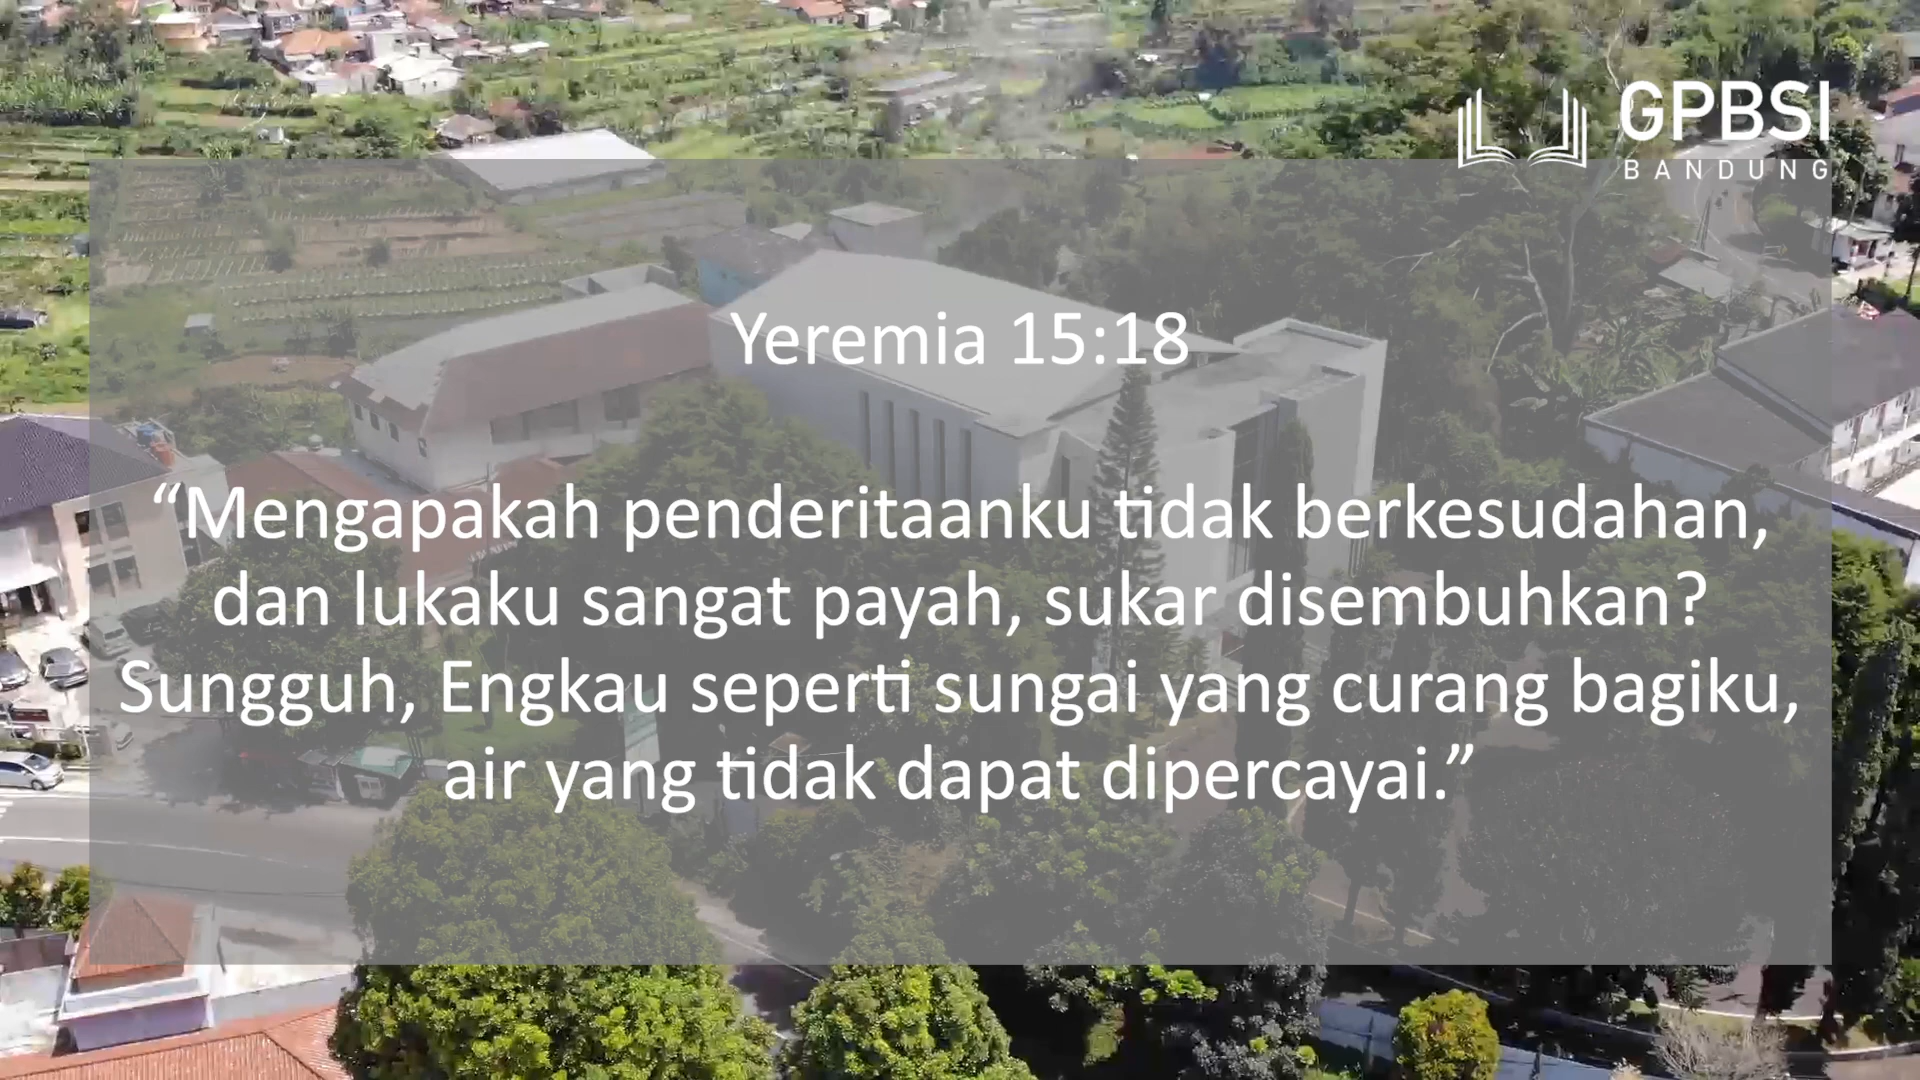 GPBSI
BANDUNG
Yeremia 15:18
“Mengapakah penderitaanku tidak berkesudahan,
dan lukaku sangat payah, sukar disembuhkan?
Sungguh, Engkau seperti sungai yang curang bagiku,
air yang tidak dapat dipercayai.”